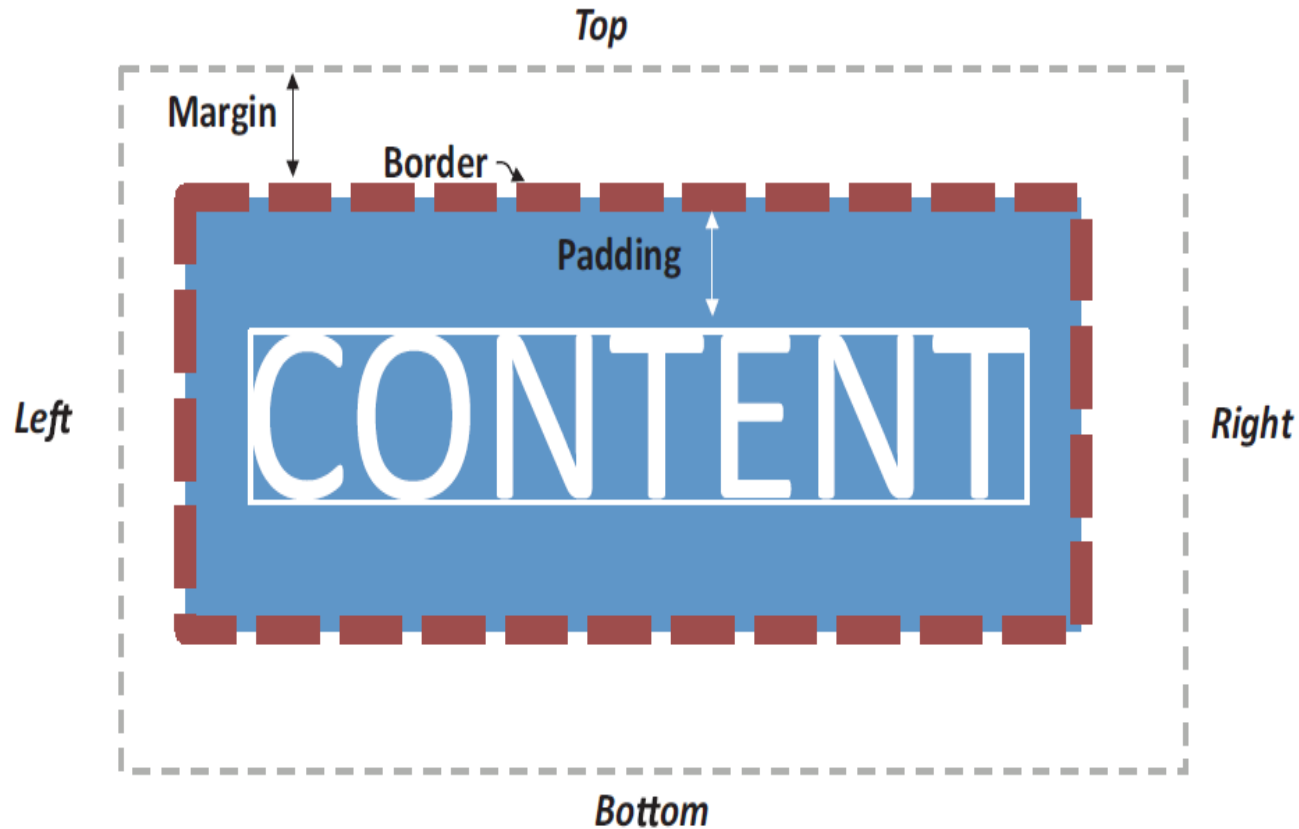 Top
Margin
Border
Padding
CONTENT
Left
Right
Bottom